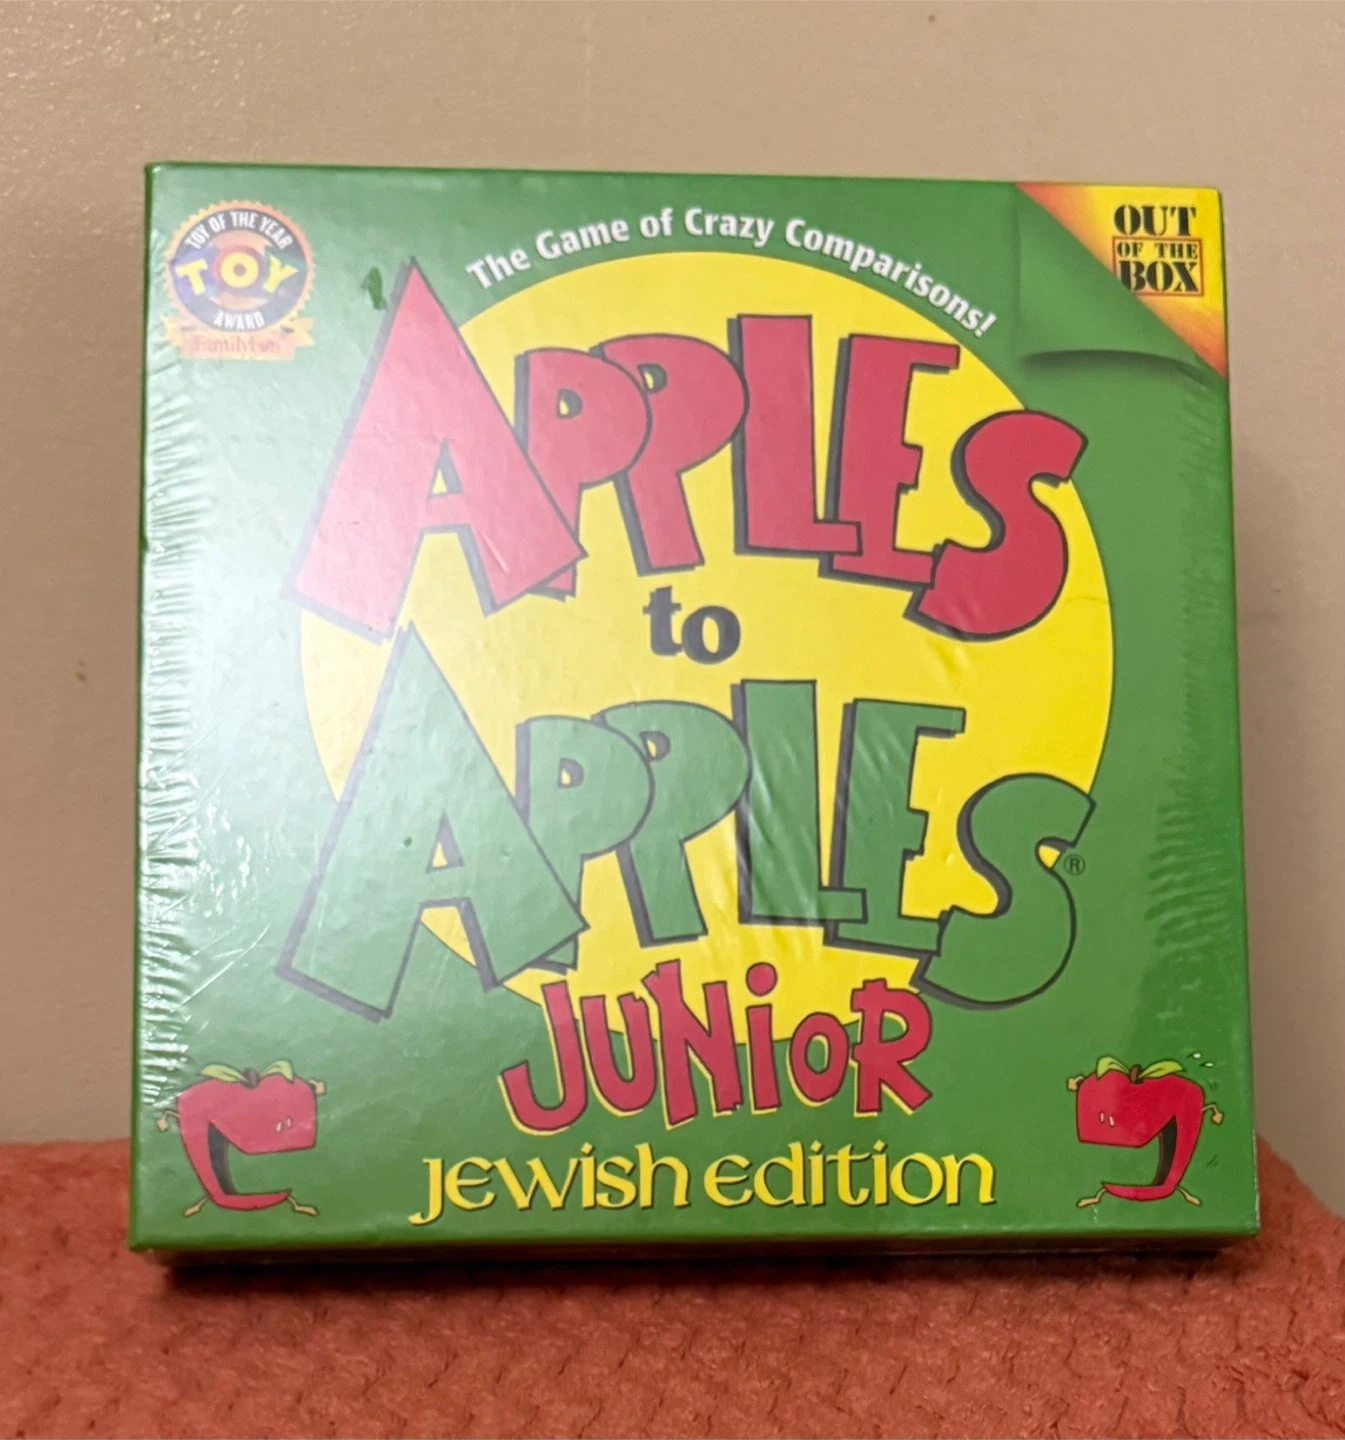 TOY OF THE YEAR
TOY
AWARD
FamilyFun
The Game of Crazy Comparisons!
OUT
OF THE
BOX
APPLES
to
APPLES®
JUNIOR
JEWISH EDITION